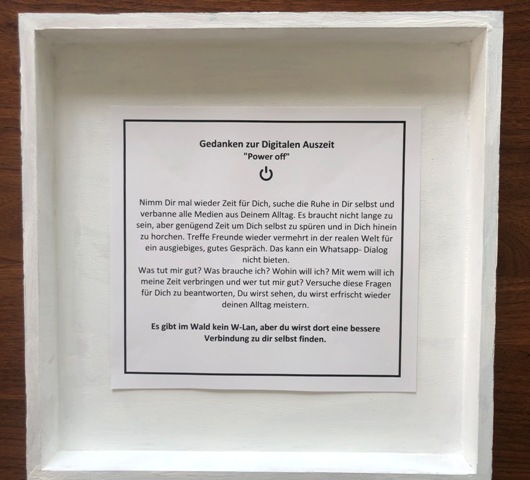 Gedanken zur Digitalen Auszeit
"Power off"
Nimm Dir mal wieder Zeit für Dich, suche die Ruhe in Dir selbst und
verbanne alle Medien aus Deinem Alltag. Es braucht nicht lange zu
sein, aber genügend Zeit um Dich selbst zu spüren und in Dich hinein
zu horchen. Treffe Freunde wieder vermehrt in der realen Welt für
ein ausgiebiges, gutes Gespräch. Das kann ein Whatsapp- Dialog
nicht bieten.
Was tut mir gut? Was brauche ich? Wohin will ich? Mit wem will ich
meine Zeit verbringen und wer tut mir gut? Versuche diese Fragen
für Dich zu beantworten, Du wirst sehen, du wirst erfrischt wieder
deinen Alltag meistern.
Es gibt im Wald kein W-Lan, aber du wirst dort eine bessere
Verbindung zu dir selbst finden.